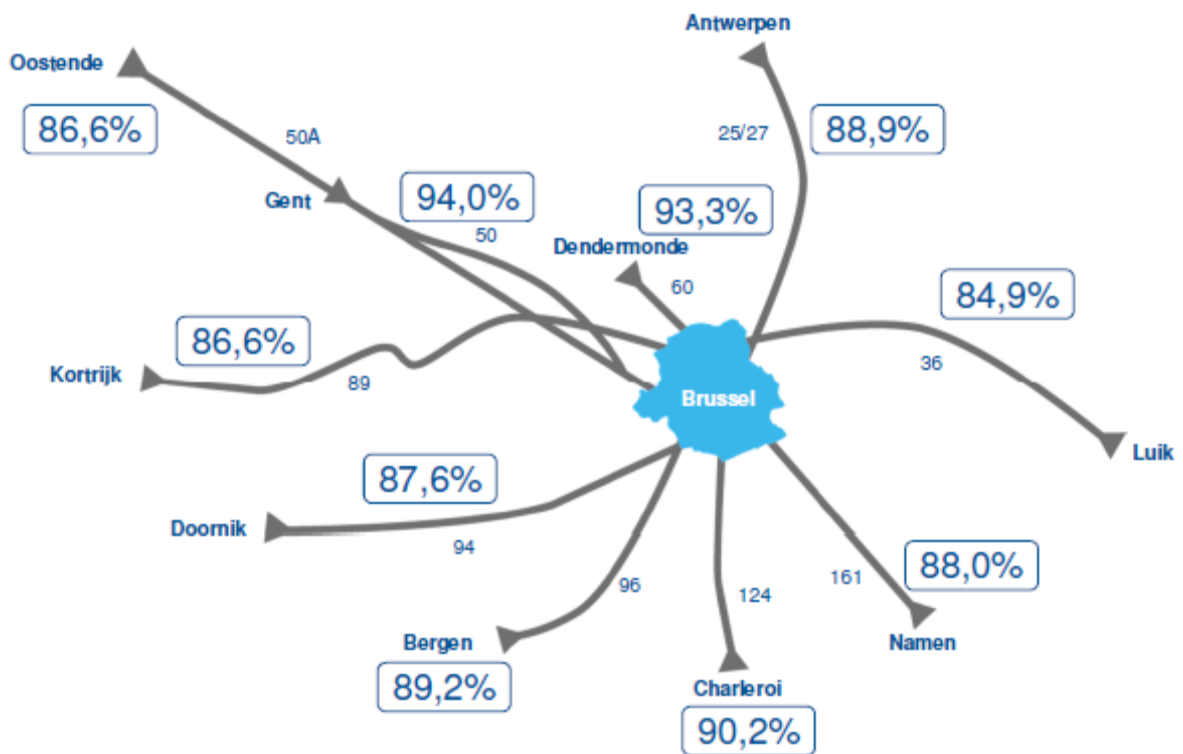 Antwerpen
Oostende
86,6%
50A
25/27
88,9%
Gent
94,0%
50
93,3%
Dendermonde
60
84,9%
86,6%
Kortrijk
89
36
Brussel
Luik
87,6%
Doornik
94
88,0%
96
124
161
Bergen
89,2%
Namen
Charleroi
90,2%